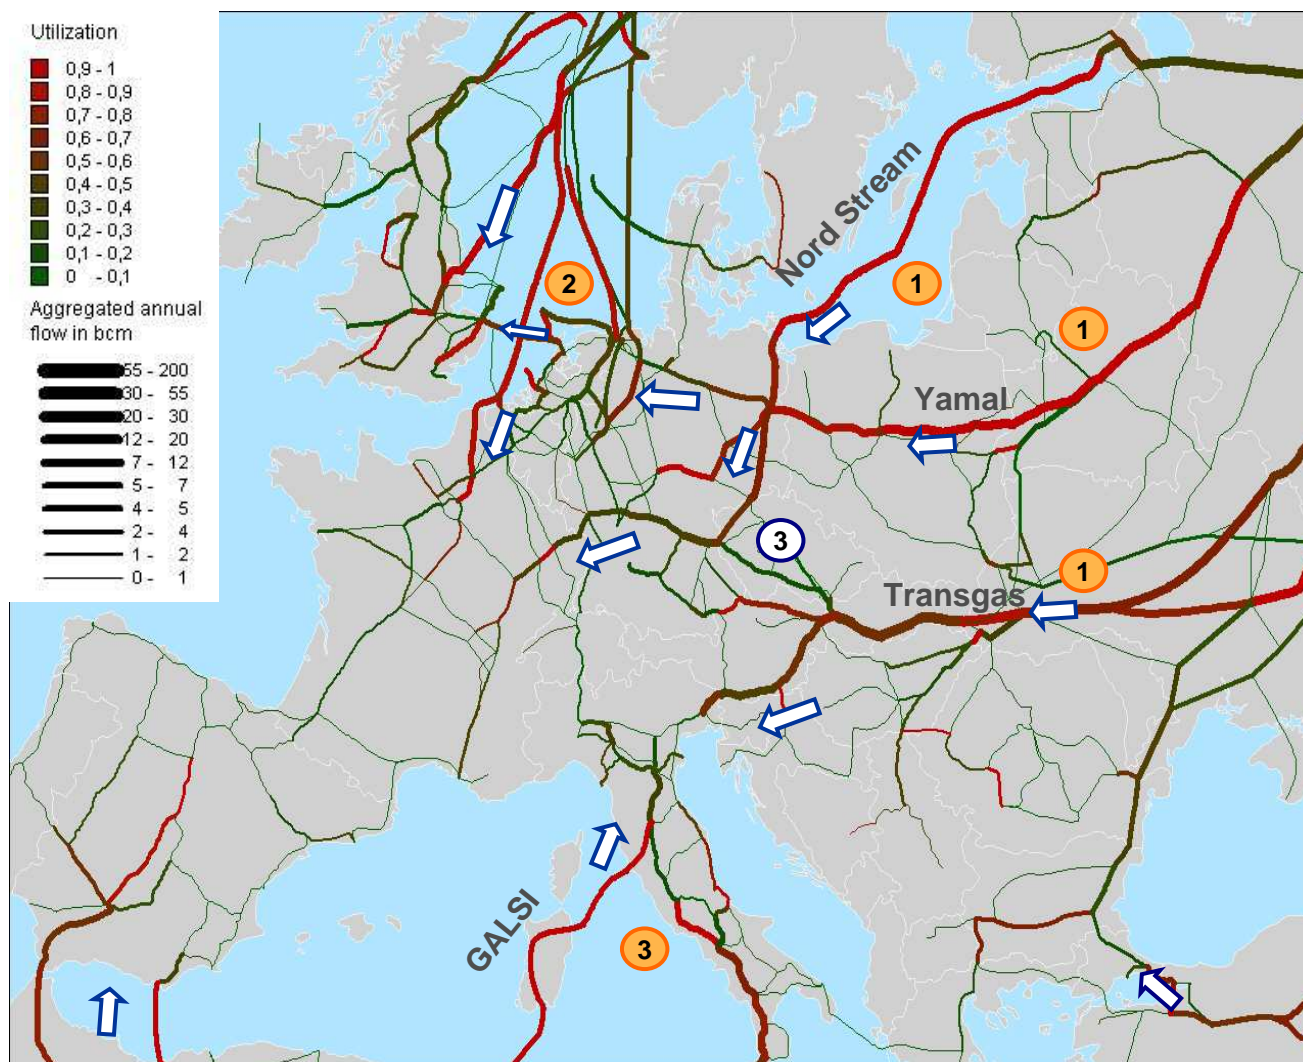 Utilization
0,9 - 1
0,8 - 0,9
0,7 - 0,8
0,6 - 0,7
0,5 - 0,6
0,4 - 0,5
0,3 - 0,4
0,2 - 0,3
0,1 - 0,2
0 - 0,1
Aggregated annual
flow in bcm
55 - 200
30 - 55
20 - 30
12 - 20
7 - 12
5 - 7
4 - 5
2 - 4
1 - 2
0 - 1
Nord Stream
2
1
1
Yamal
3
1
Transgas
GALSI
3